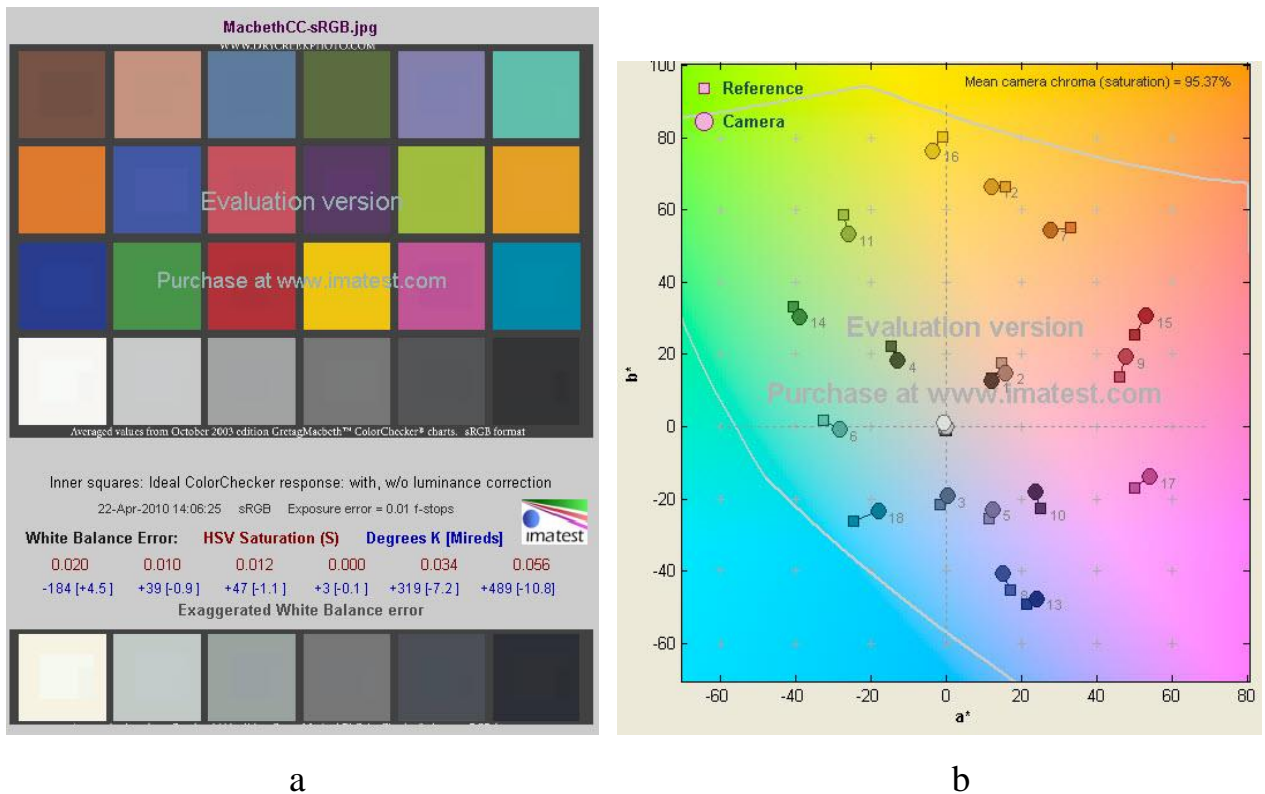 MacbethCC-sRGB.jpg
WWW.DRYCREEKPHOTO.COM
Evaluation version
Purchase at www.imatest.com
Averaged values from October 2003 edition GretagMacbeth™ ColorChecker® charts. sRGB format
Inner squares: Ideal ColorChecker response: with, w/o luminance correction
22-Apr-2010 14:06:25 sRGB Exposure error = 0.01 f-stops
imatest
White Balance Error: HSV Saturation (S) Degrees K [Mireds]
0.020 0.010 0.012 0.000 0.034 0.056
-184 [+4.5] +39 [-0.9] +47 [-1.1] +3 [-0.1] +319 [-7.2] +489 [-10.8]
Exaggerated White Balance error
a
100
Mean camera chroma (saturation) = 95.37%
Reference
Camera
80
16
12
60
11
7
40
14
15
Evaluation version
20
4
9
2
b*
Purchase at www.imatest.com
0
6
17
-20
3
5
10
18
-40
8
13
-60
-60 -40 -20 0 20 40 60 80
a*
b